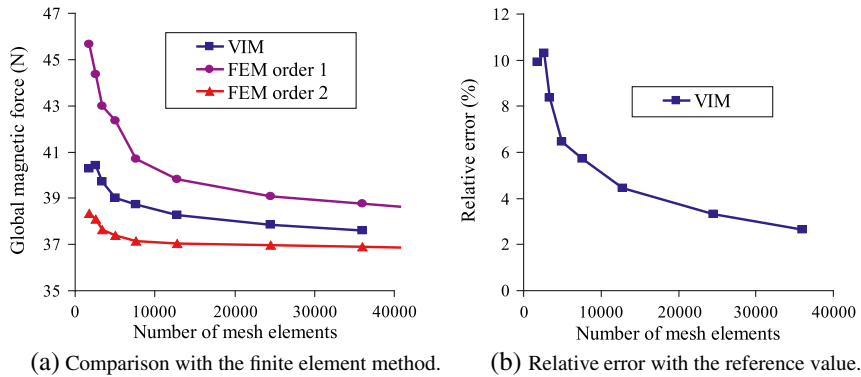 47
45
43
41
39
37
35
Global magnetic force (N)
VIM
FEM order 1
FEM order 2
0
10000
20000
30000
40000
Number of mesh elements
(a) Comparison with the finite element method.
12
10
8
6
4
2
0
Relative error (%)
VIM
0
10000
20000
30000
40000
Number of mesh elements
(b) Relative error with the reference value.